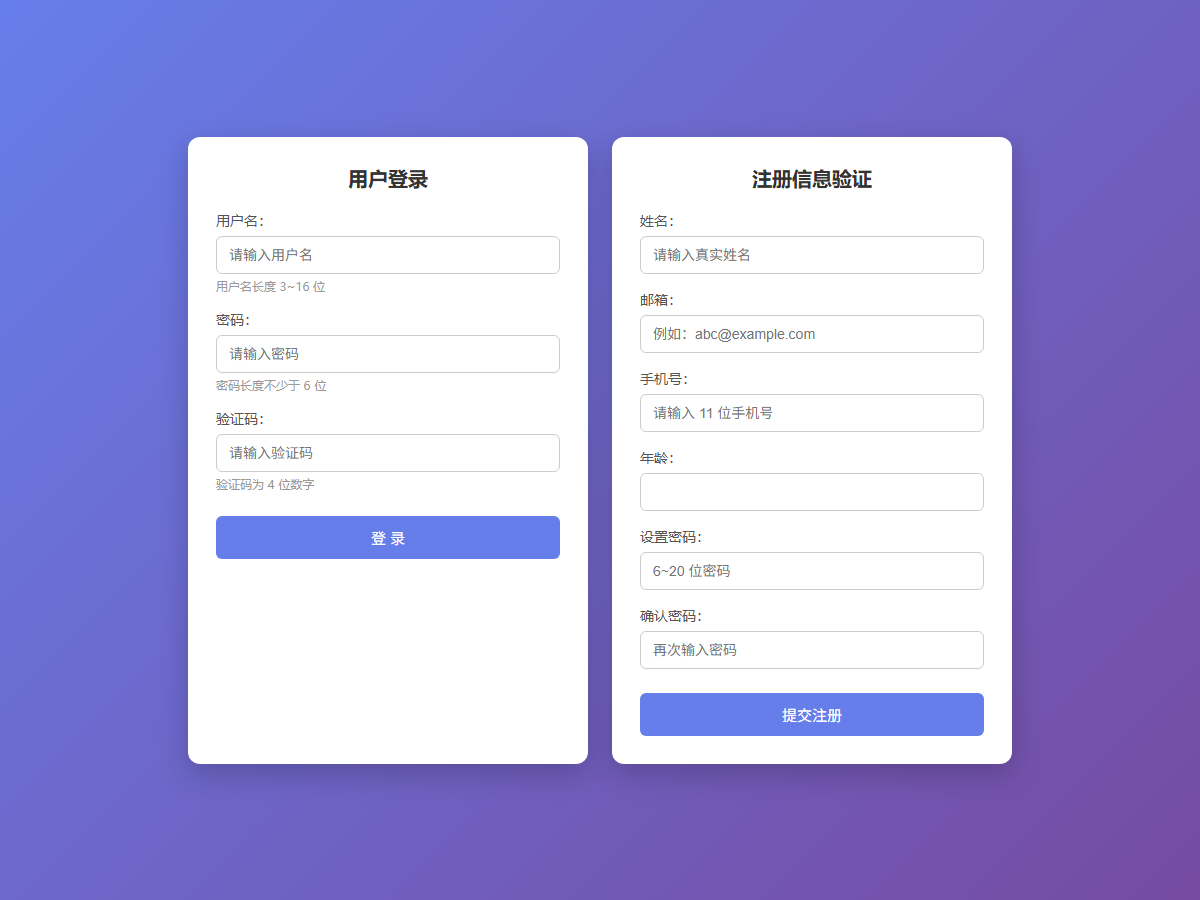 用户登录
用户名：
请输入用户名
用户名长度 3~16 位
密码：
请输入密码
密码长度不少于 6 位
验证码：
请输入验证码
验证码为 4 位数字
登 录
注册信息验证
姓名：
请输入真实姓名
邮箱：
例如：abc@example.com
手机号：
请输入 11 位手机号
年龄：
设置密码：
6~20 位密码
确认密码：
再次输入密码
提交注册